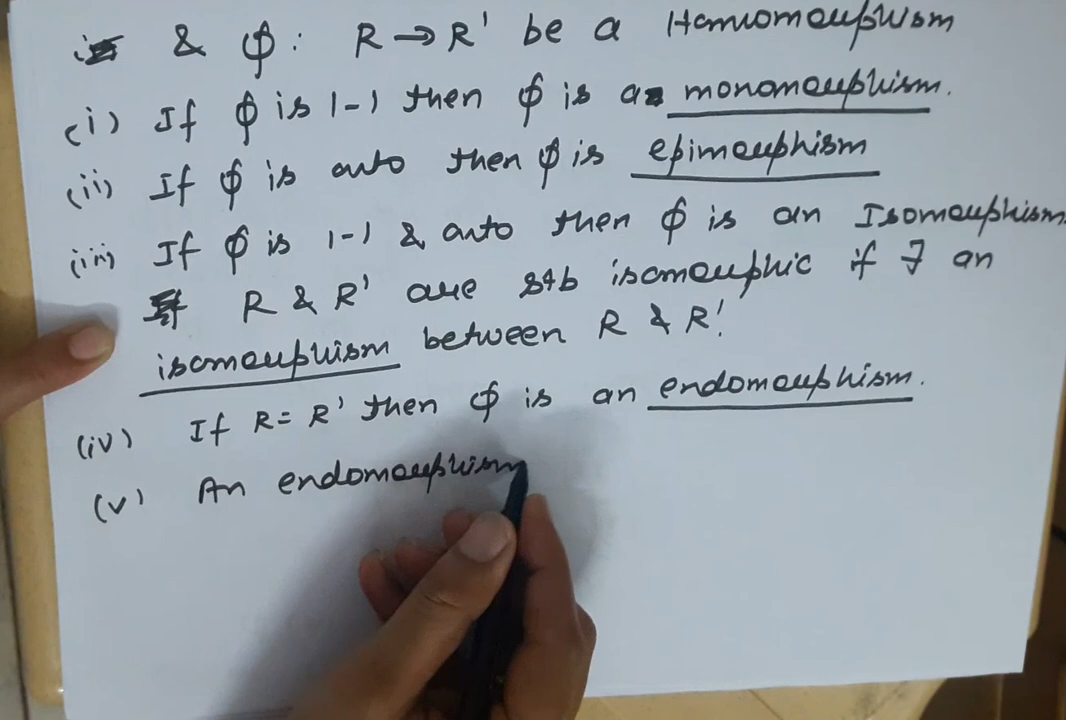 & φ: R → R' be a Homomorphism
(i) If φ is 1-1 then φ is a monomorphism.
(ii) If φ is onto then φ is epimorphism
(iii) If φ is 1-1 & onto then φ is an Isomorphism
R & R' are stb isomorphic if ∃ an
isomorphism between R & R'.
(iv) If R = R' then φ is an endomorphism.
(v) An endomorphism